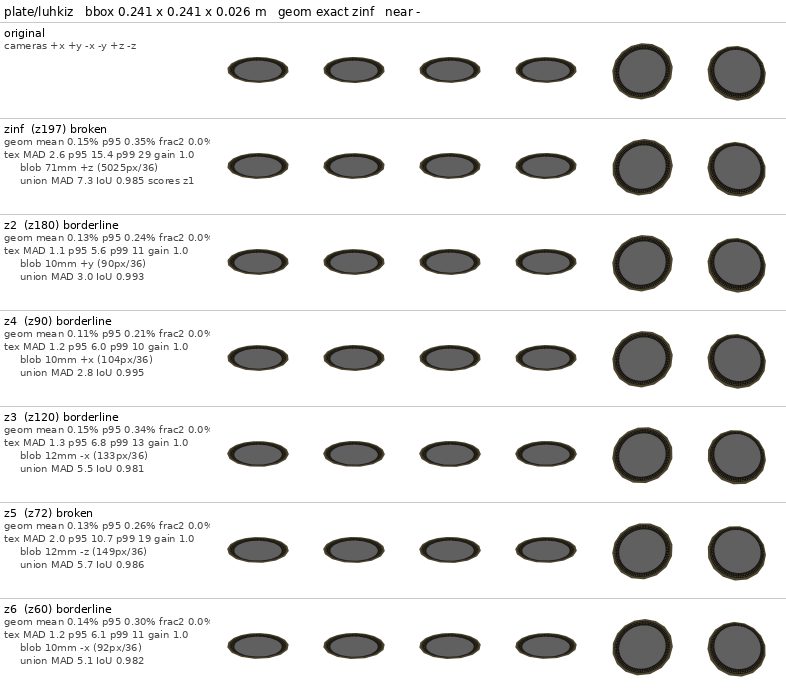 plate/luhkiz   bbox 0.241 x 0.241 x 0.026 m   geom exact zinf   near -
original
cameras +x +y -x -y +z -z
zinf  (z197) broken
geom mean 0.15% p95 0.35% frac2 0.0%
tex MAD 2.6 p95 15.4 p99 29 gain 1.0
blob 71mm +z (5025px/36)
union MAD 7.3 IoU 0.985 scores z1
z2  (z180) borderline
geom mean 0.13% p95 0.24% frac2 0.0%
tex MAD 1.1 p95 5.6 p99 11 gain 1.0
blob 10mm +y (90px/36)
union MAD 3.0 IoU 0.993
z4  (z90) borderline
geom mean 0.11% p95 0.21% frac2 0.0%
tex MAD 1.2 p95 6.0 p99 10 gain 1.0
blob 10mm +x (104px/36)
union MAD 2.8 IoU 0.995
z3  (z120) borderline
geom mean 0.15% p95 0.34% frac2 0.0%
tex MAD 1.3 p95 6.8 p99 13 gain 1.0
blob 12mm -x (133px/36)
union MAD 5.5 IoU 0.981
z5  (z72) broken
geom mean 0.13% p95 0.26% frac2 0.0%
tex MAD 2.0 p95 10.7 p99 19 gain 1.0
blob 12mm -z (149px/36)
union MAD 5.7 IoU 0.986
z6  (z60) borderline
geom mean 0.14% p95 0.30% frac2 0.0%
tex MAD 1.2 p95 6.1 p99 11 gain 1.0
blob 10mm -x (92px/36)
union MAD 5.1 IoU 0.982